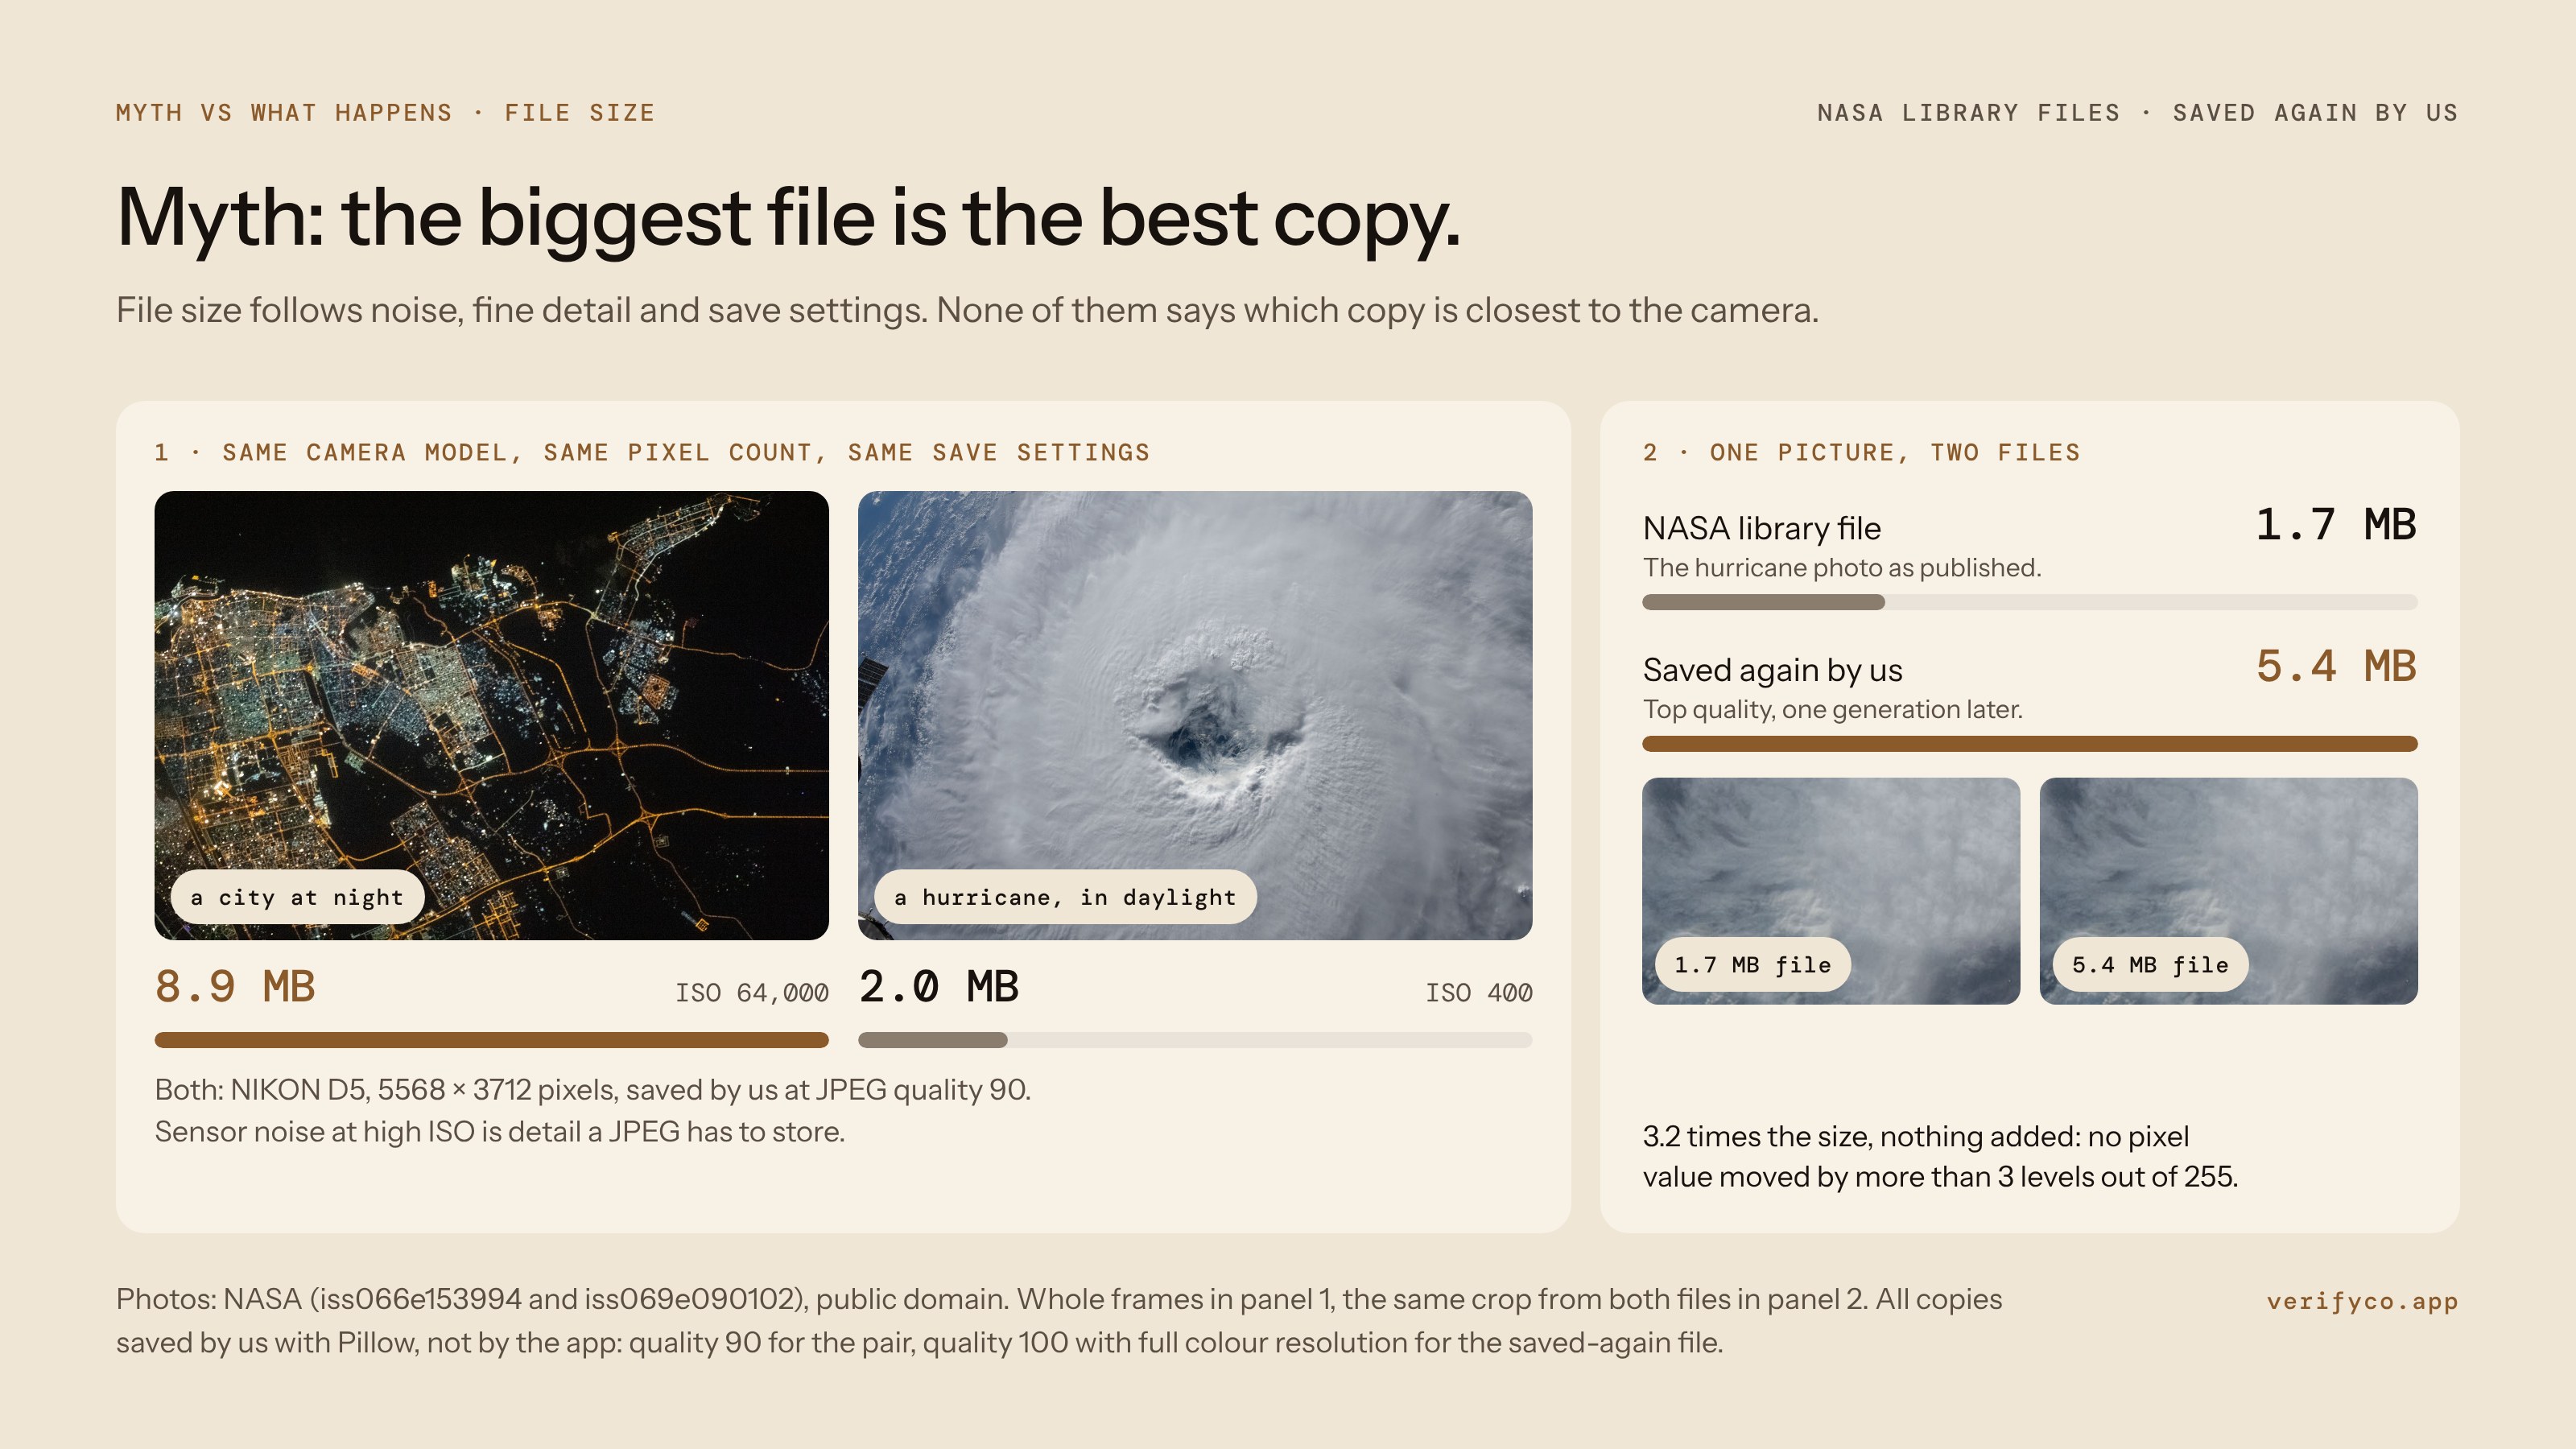 MYTH VS WHAT HAPPENS · FILE SIZE
NASA LIBRARY FILES · SAVED AGAIN BY US
Myth: the biggest file is the best copy.
File size follows noise, fine detail and save settings. None of them says which copy is closest to the camera.
1 · SAME CAMERA MODEL, SAME PIXEL COUNT, SAME SAVE SETTINGS
a city at night
a hurricane, in daylight
8.9 MB
ISO 64,000
2.0 MB
ISO 400
Both: NIKON D5, 5568 × 3712 pixels, saved by us at JPEG quality 90.
Sensor noise at high ISO is detail a JPEG has to store.
2 · ONE PICTURE, TWO FILES
NASA library file
1.7 MB
The hurricane photo as published.
Saved again by us
5.4 MB
Top quality, one generation later.
1.7 MB file
5.4 MB file
3.2 times the size, nothing added: no pixel
value moved by more than 3 levels out of 255.
Photos: NASA (iss066e153994 and iss069e090102), public domain. Whole frames in panel 1, the same crop from both files in panel 2. All copies
saved by us with Pillow, not by the app: quality 90 for the pair, quality 100 with full colour resolution for the saved-again file.
verifyco.app